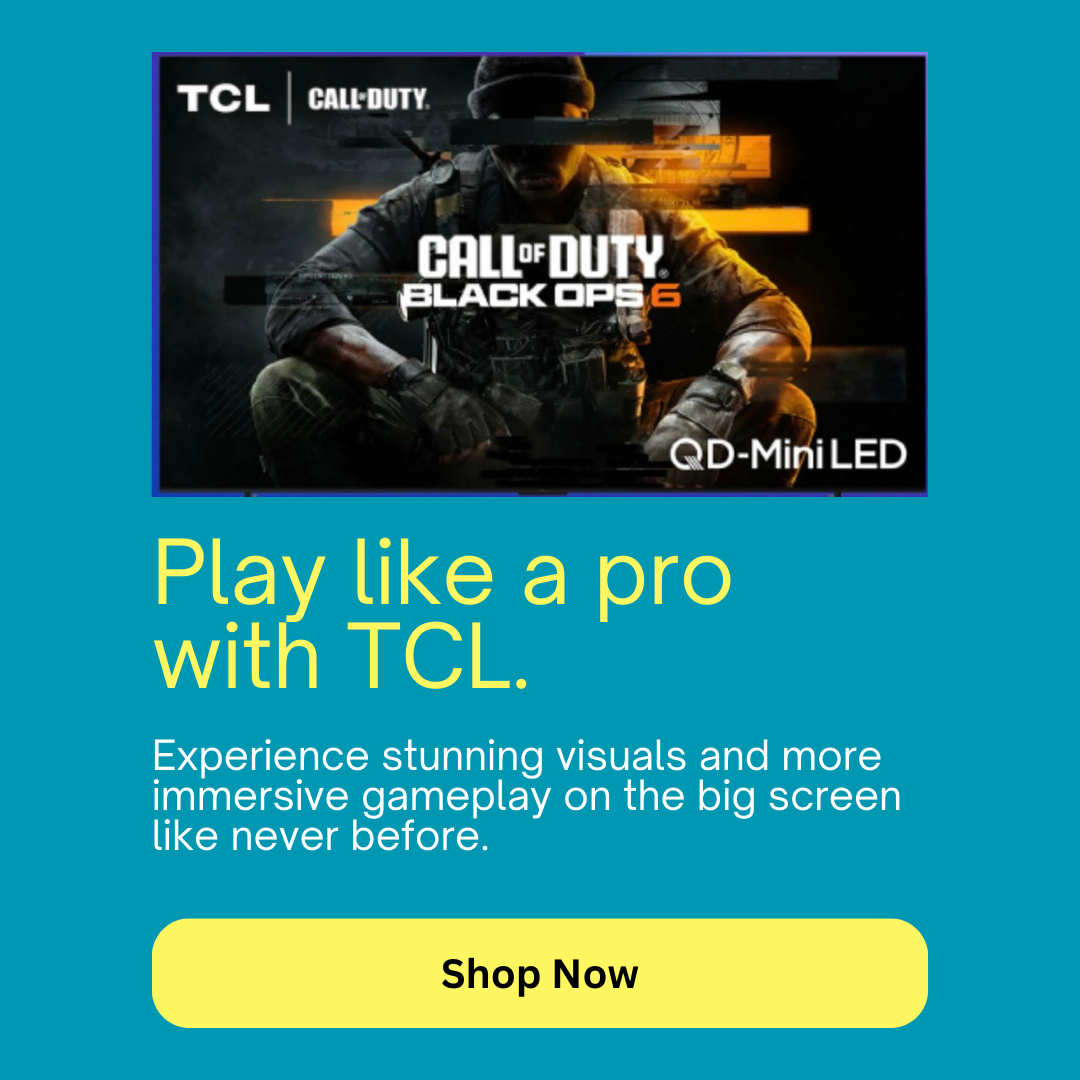 TCL | CALL OF DUTY.
CALL OF DUTY®
BLACK OPS 6
QD-Mini LED
Play like a pro
with TCL.
Experience stunning visuals and more
immersive gameplay on the big screen
like never before.
Shop Now